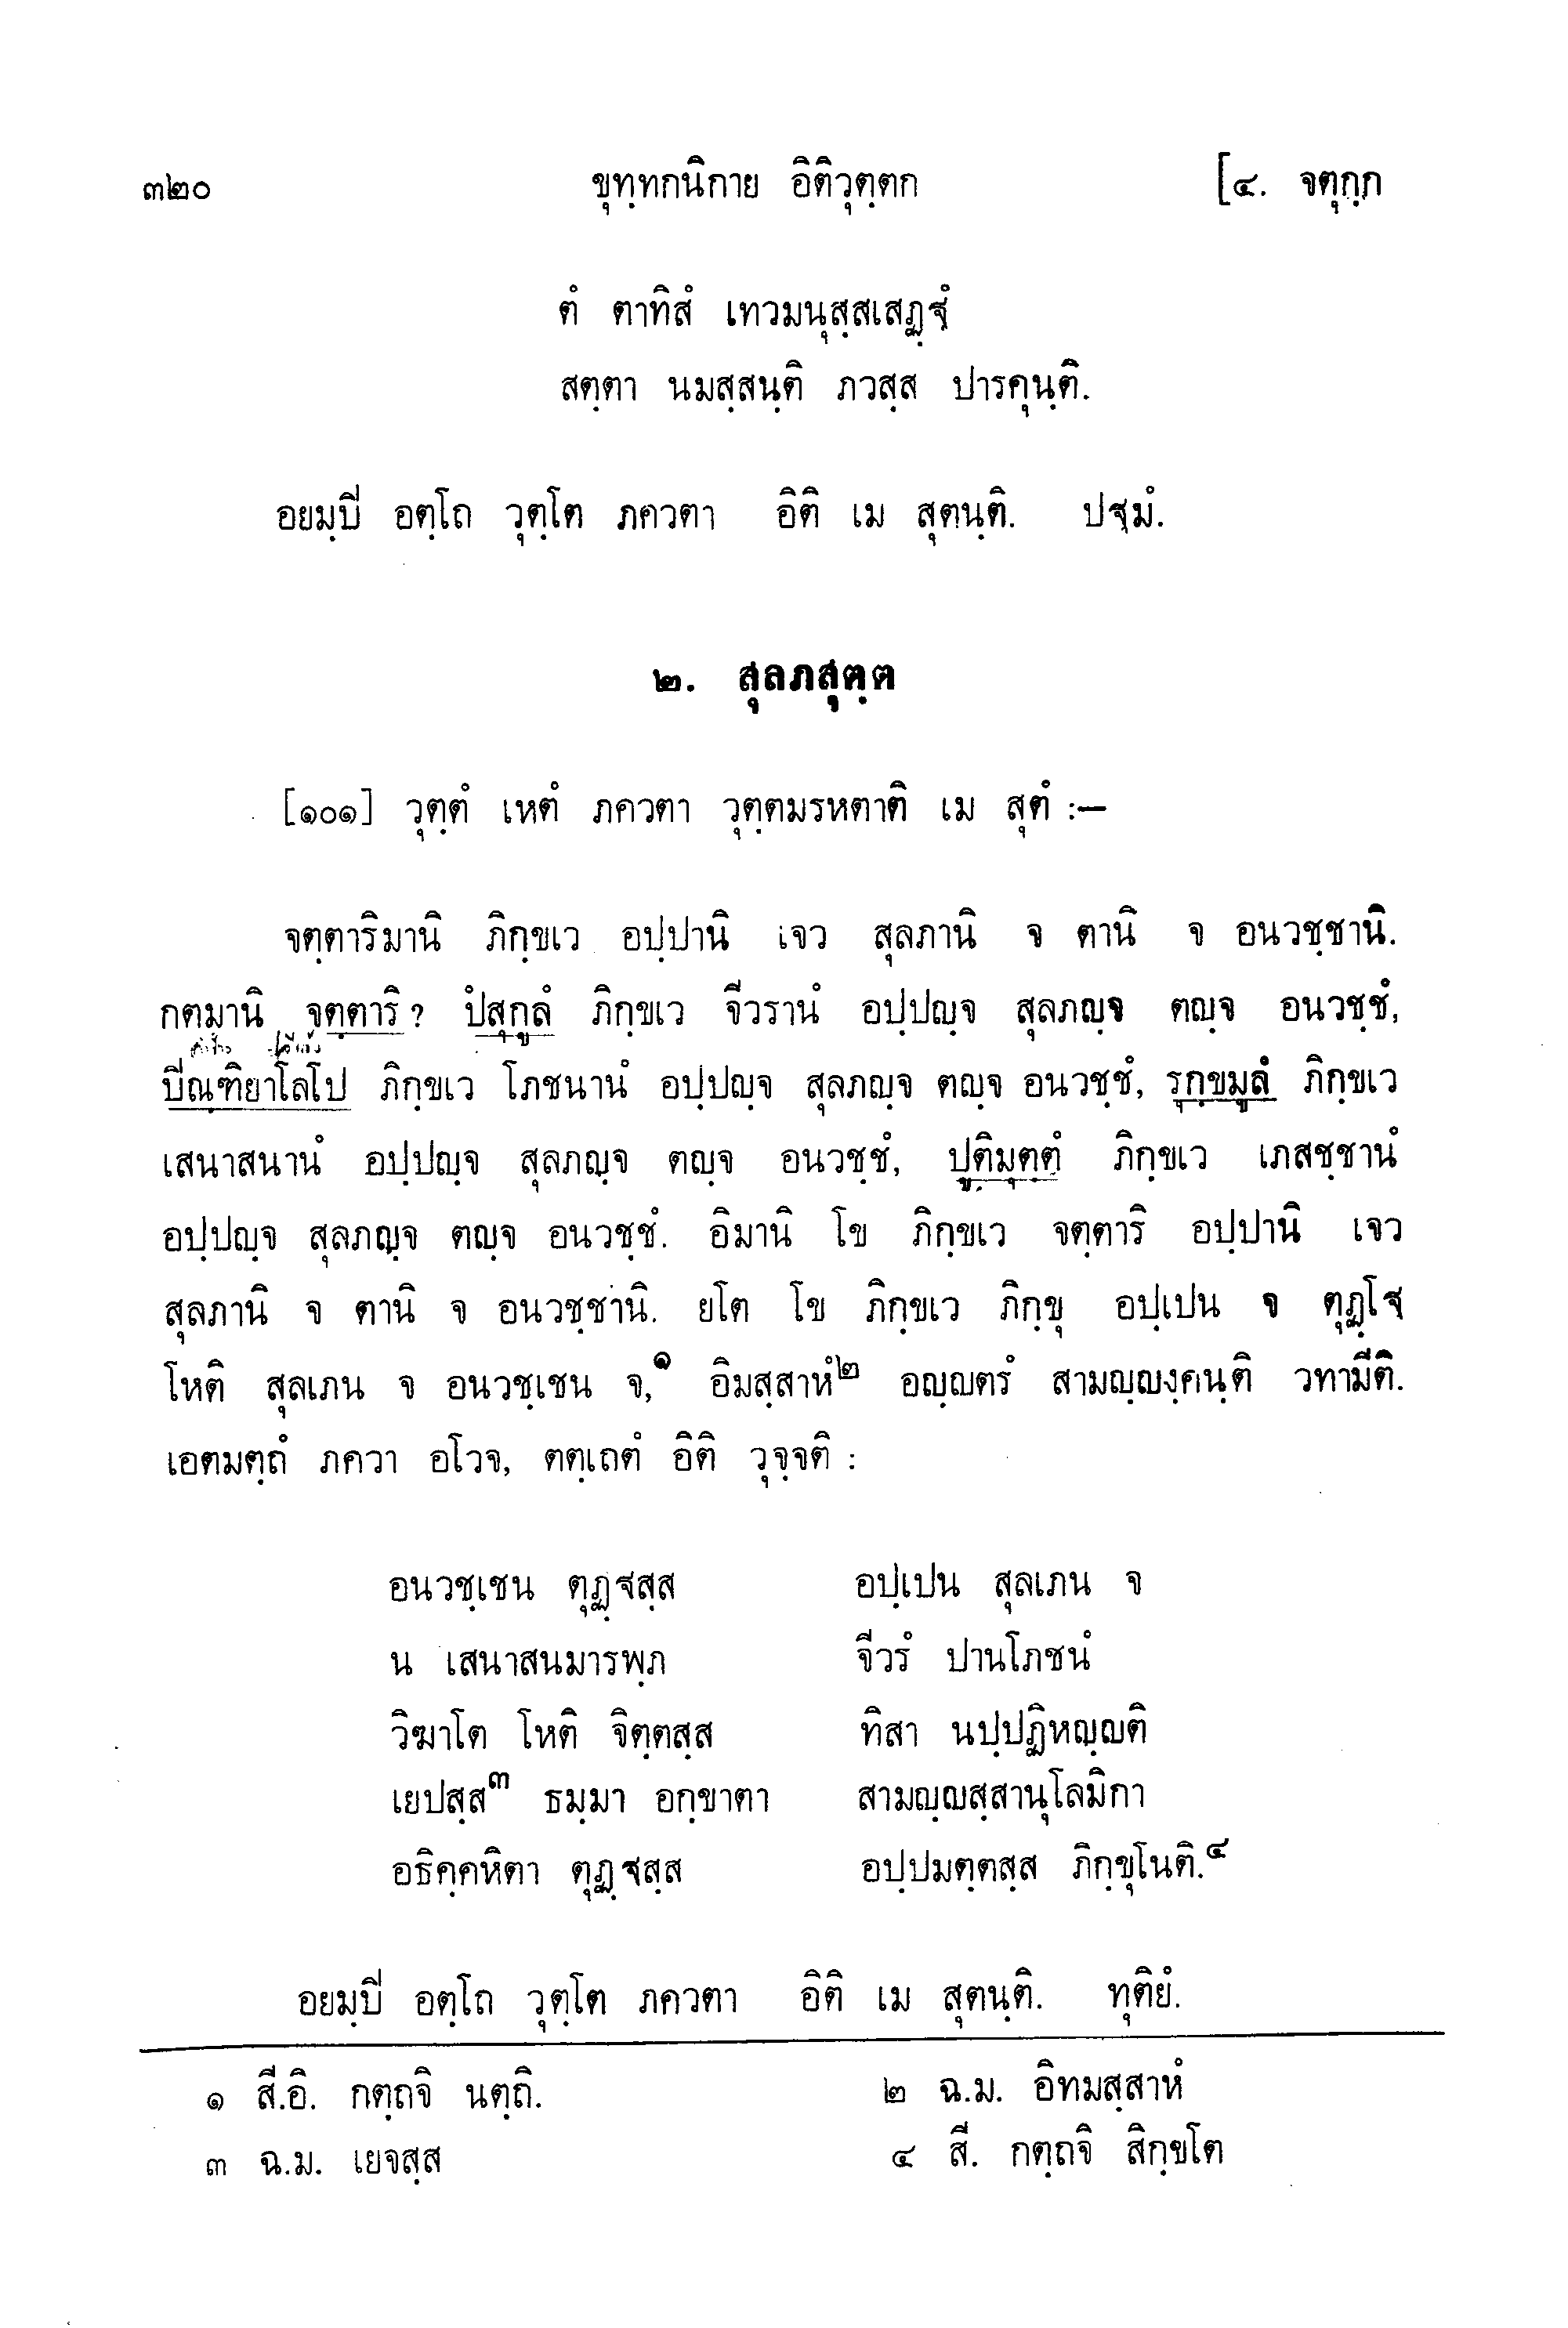 ๓๒๐ ขุทฺทกนิกาย อิติวุตฺตก [๔. จตุกฺก
ตํ ตาทิสํ เทวมนุสฺสเสฏฺฐํ
สตฺตา นมสฺสนฺติ ภวสฺส ปารคุนฺติ.
อยมฺปิ อตฺโถ วุตฺโต ภควตา อิติ เม สุตนฺติ. ปฐมํ.
๒. สุลภสุตฺต
[๑๐๑] วุตฺตํ เหตํ ภควตา วุตฺตมรหตาติ เม สุตํ :—
จตฺตาริมานิ ภิกฺขเว อปฺปานิ เจว สุลภานิ จ ตานิ จ อนวชฺชานิ.
กตมานิ จตฺตาริ? ปํสุกูลํ ภิกฺขเว จีวรานํ อปฺปญฺจ สุลภญฺจ ตญฺจ อนวชฺชํ,
ปิณฺฑิยาโลโป ภิกฺขเว โภชนานํ อปฺปญฺจ สุลภญฺจ ตญฺจ อนวชฺชํ, รุกฺขมูลํ ภิกฺขเว
เสนาสนานํ อปฺปญฺจ สุลภญฺจ ตญฺจ อนวชฺชํ, ปูติมุตฺตํ ภิกฺขเว เภสชฺชานํ
อปฺปญฺจ สุลภญฺจ ตญฺจ อนวชฺชํ. อิมานิ โข ภิกฺขเว จตฺตาริ อปฺปานิ เจว
สุลภานิ จ ตานิ จ อนวชฺชานิ. ยโต โข ภิกฺขเว ภิกฺขุ อปฺเปน จ ตุฏฺโฐ
โหติ สุลเภน จ อนวชฺเชน จ,๑ อิมสฺสาหํ๒ อญฺญตรํ สามญฺญงฺคนฺติ วทามีติ.
เอตมตฺถํ ภควา อโวจ, ตตฺเถตํ อิติ วุจฺจติ :
อนวชฺเชน ตุฏฺฐสฺส อปฺเปน สุลเภน จ
น เสนาสนมารพฺภ จีวรํ ปานโภชนํ
วิฆาโต โหติ จิตฺตสฺส ทิสา นปฺปฏิหญฺญติ
เยปสฺส๓ ธมฺมา อกฺขาตา สามญฺญสฺสานุโลมิกา
อธิคฺคหิตา ตุฏฺฐสฺส อปฺปมตฺตสฺส ภิกฺขุโนติ.๔
อยมฺปิ อตฺโถ วุตฺโต ภควตา อิติ เม สุตนฺติ. ทุติยํ.
๑ สี.อิ. กตฺถจิ นตฺถิ. ๒ ฉ.ม. อิทมสฺสาหํ
๓ ฉ.ม. เยจสฺส ๔ สี. กตฺถจิ สิกฺขโต